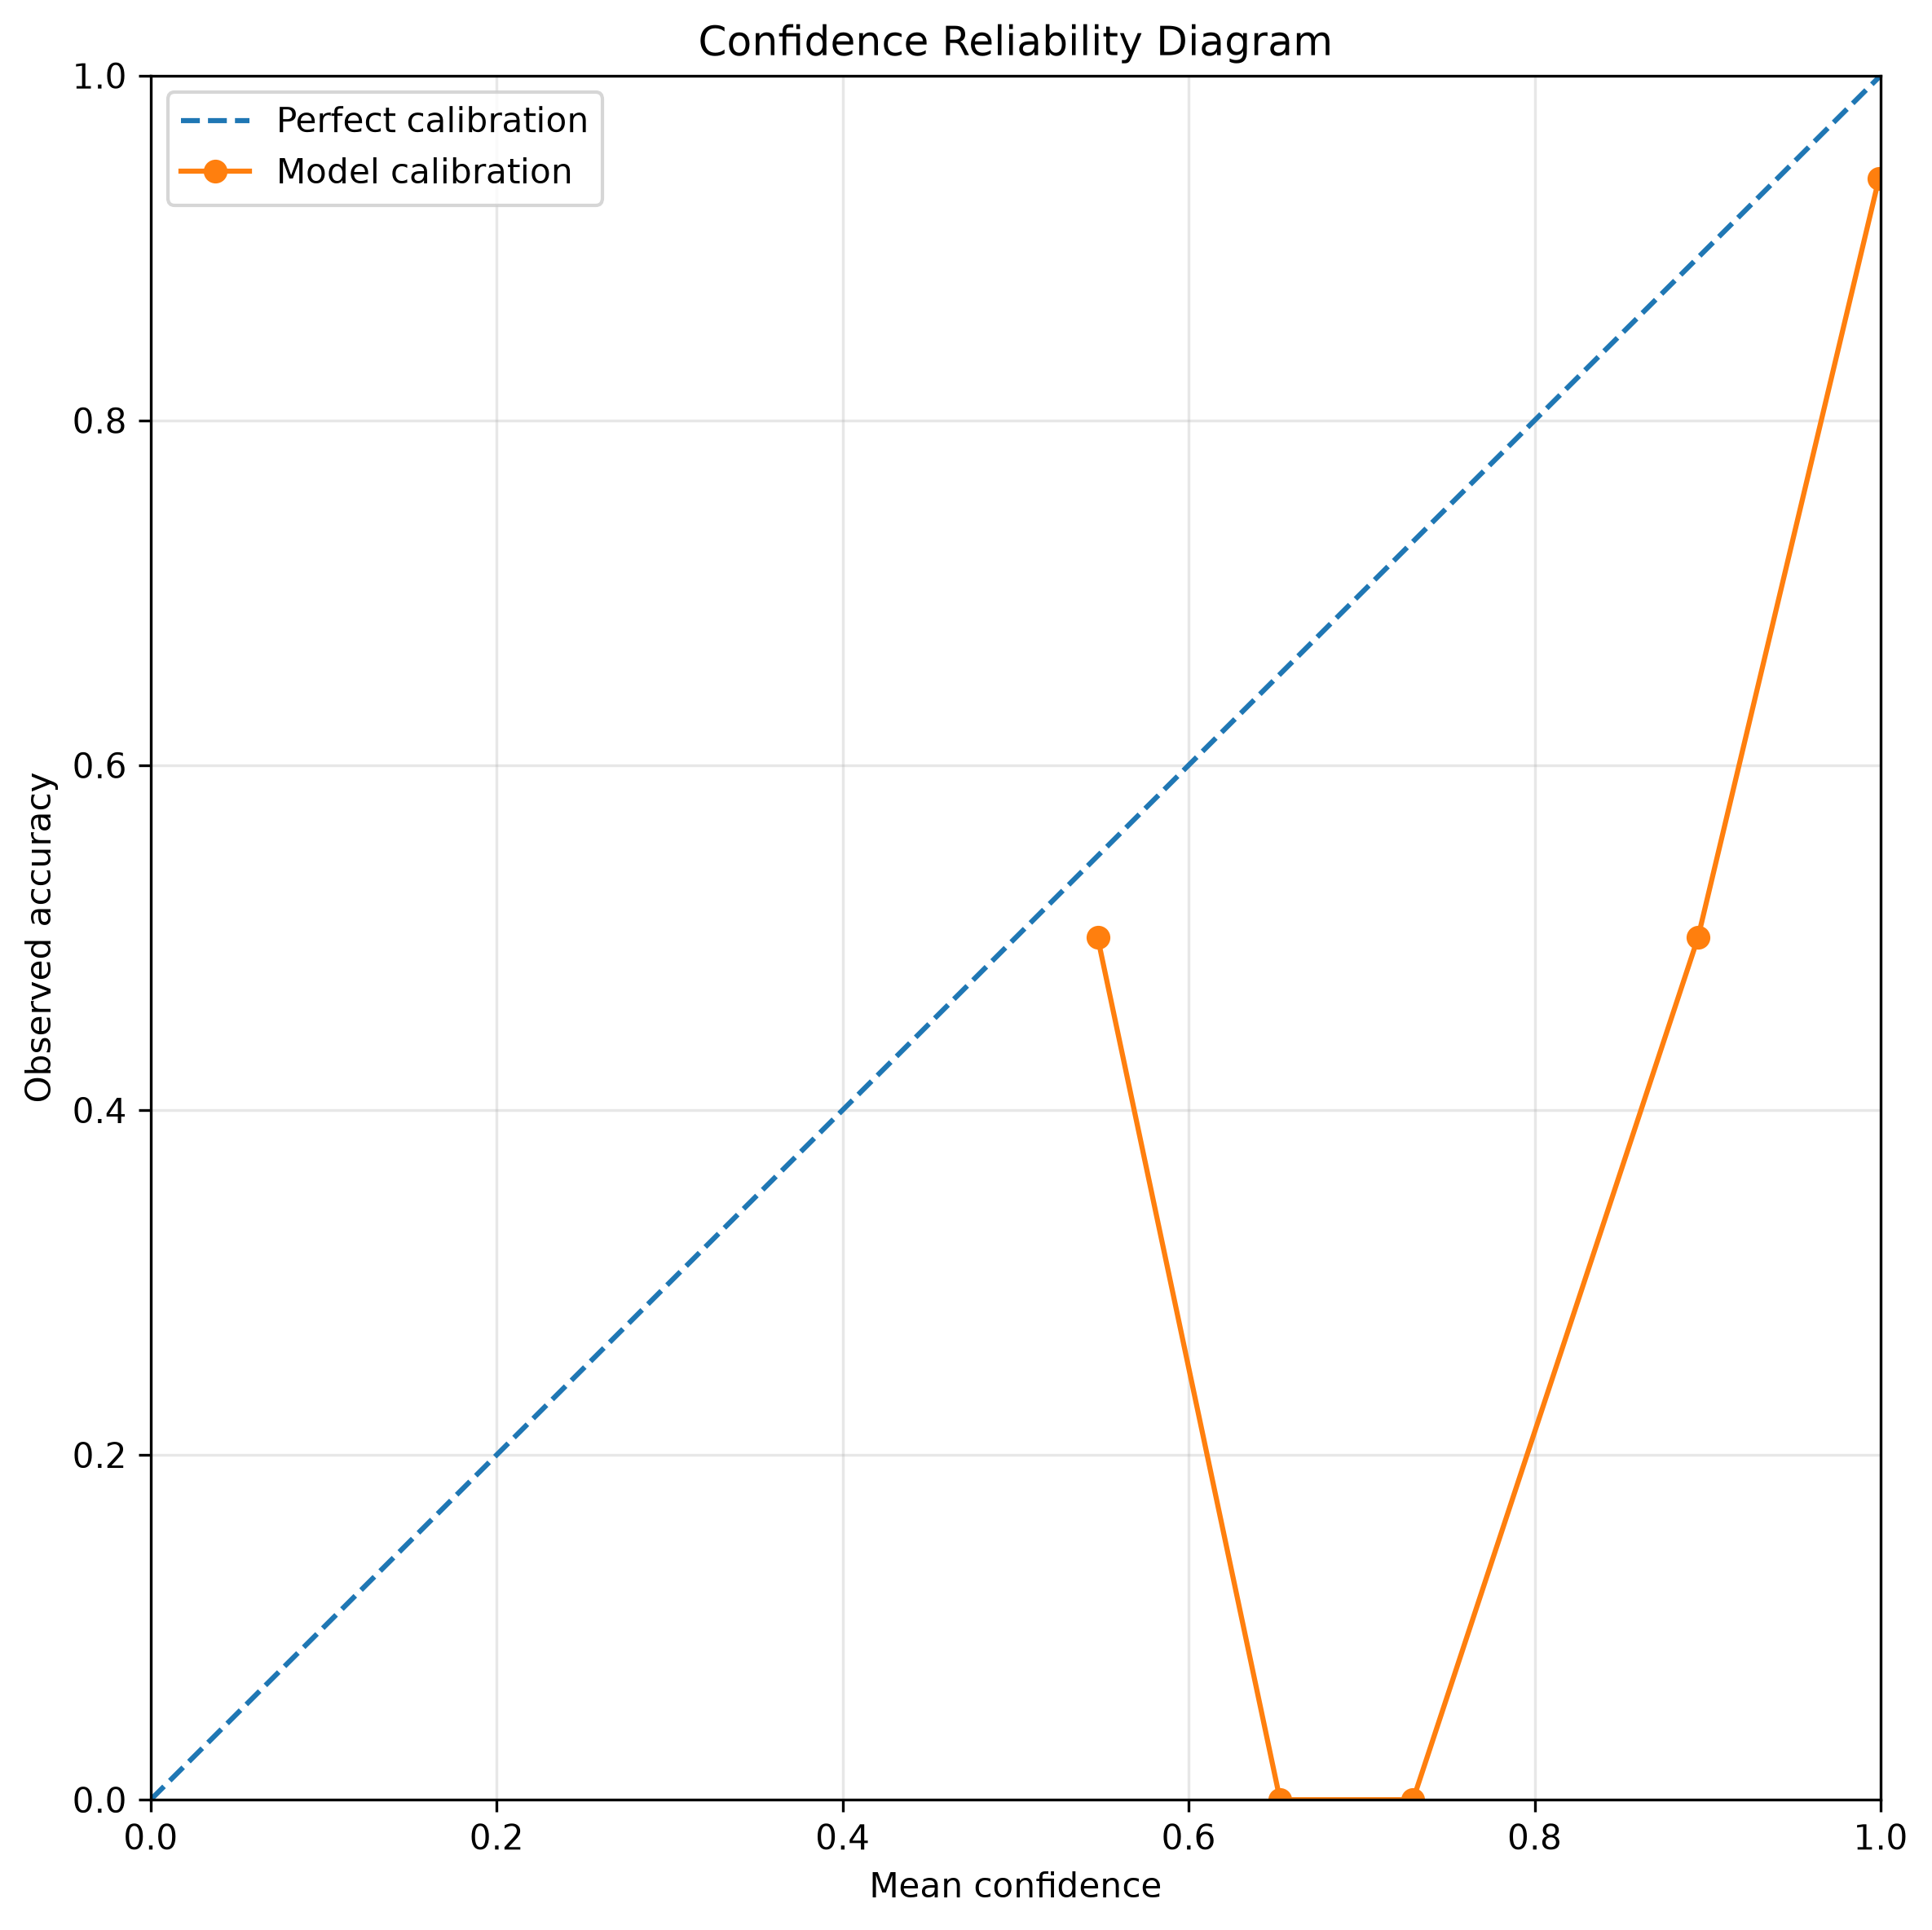 Confidence Reliability Diagram
Perfect calibration
Model calibration
1.0
0.8
0.6
0.4
0.2
0.0
Observed accuracy
0.0 0.2 0.4 0.6 0.8 1.0
Mean confidence